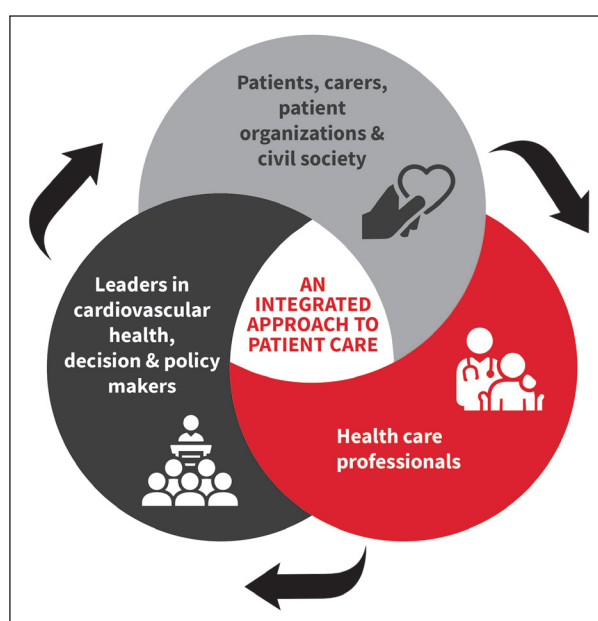 Patients, carers,
patient
organizations &
civil society
Leaders in
cardiovascular
health,
decision & policy
makers
AN
INTEGRATED
APPROACH TO
PATIENT CARE
Health care
professionals